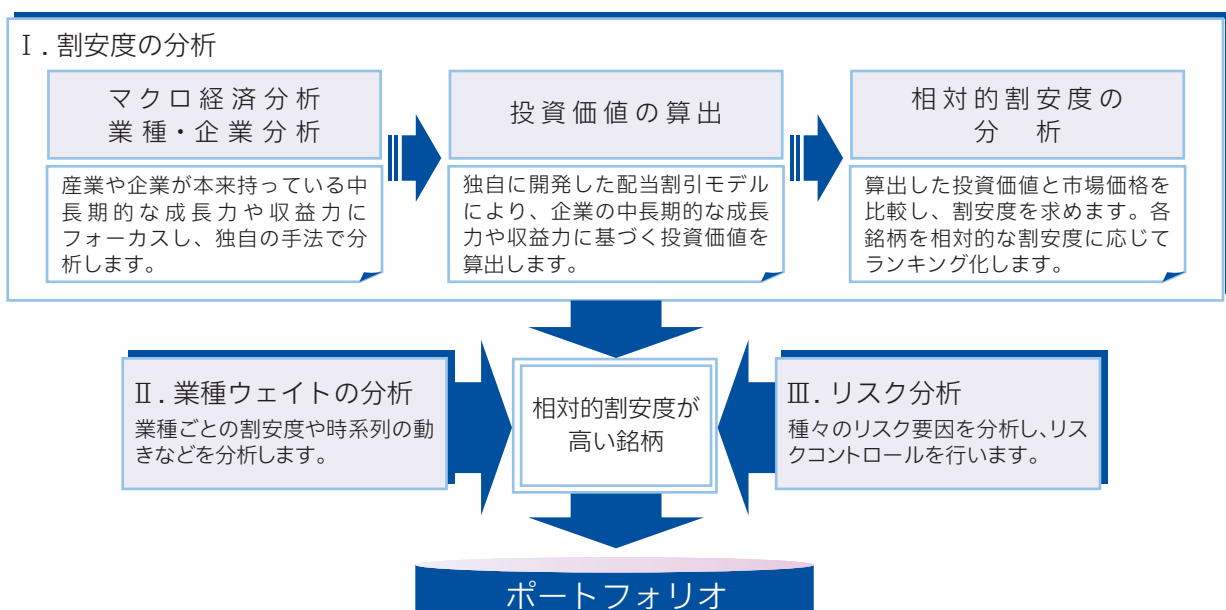 Ⅰ. 割安度の分析
マクロ経済分析
業種・企業分析
産業や企業が本来持っている中
長期的な成長力や収益力に
フォーカスし、独自の手法で分
析します。
投資価値の算出
独自に開発した配当割引モデル
により、企業の中長期的な成長
力や収益力に基づく投資価値を
算出します。
相対的割安度の
分 析
算出した投資価値と市場価格を
比較し、割安度を求めます。各
銘柄を相対的な割安度に応じて
ランキング化します。
Ⅱ. 業種ウェイトの分析
業種ごとの割安度や時系列の動
きなどを分析します。
相対的割安度が
高い銘柄
Ⅲ. リスク分析
種々のリスク要因を分析し、リス
クコントロールを行います。
ポートフォリオ